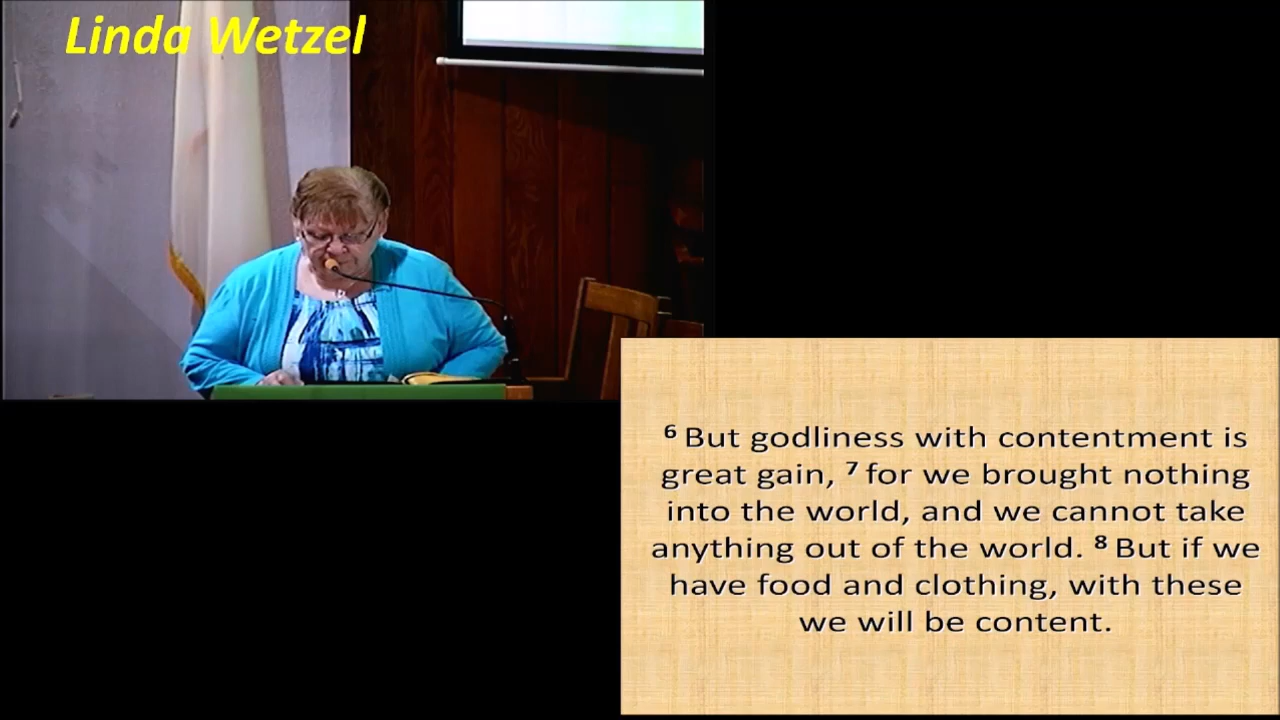 Linda Wetzel
⁶ But godliness with contentment is
great gain, ⁷ for we brought nothing
into the world, and we cannot take
anything out of the world. ⁸ But if we
have food and clothing, with these
we will be content.